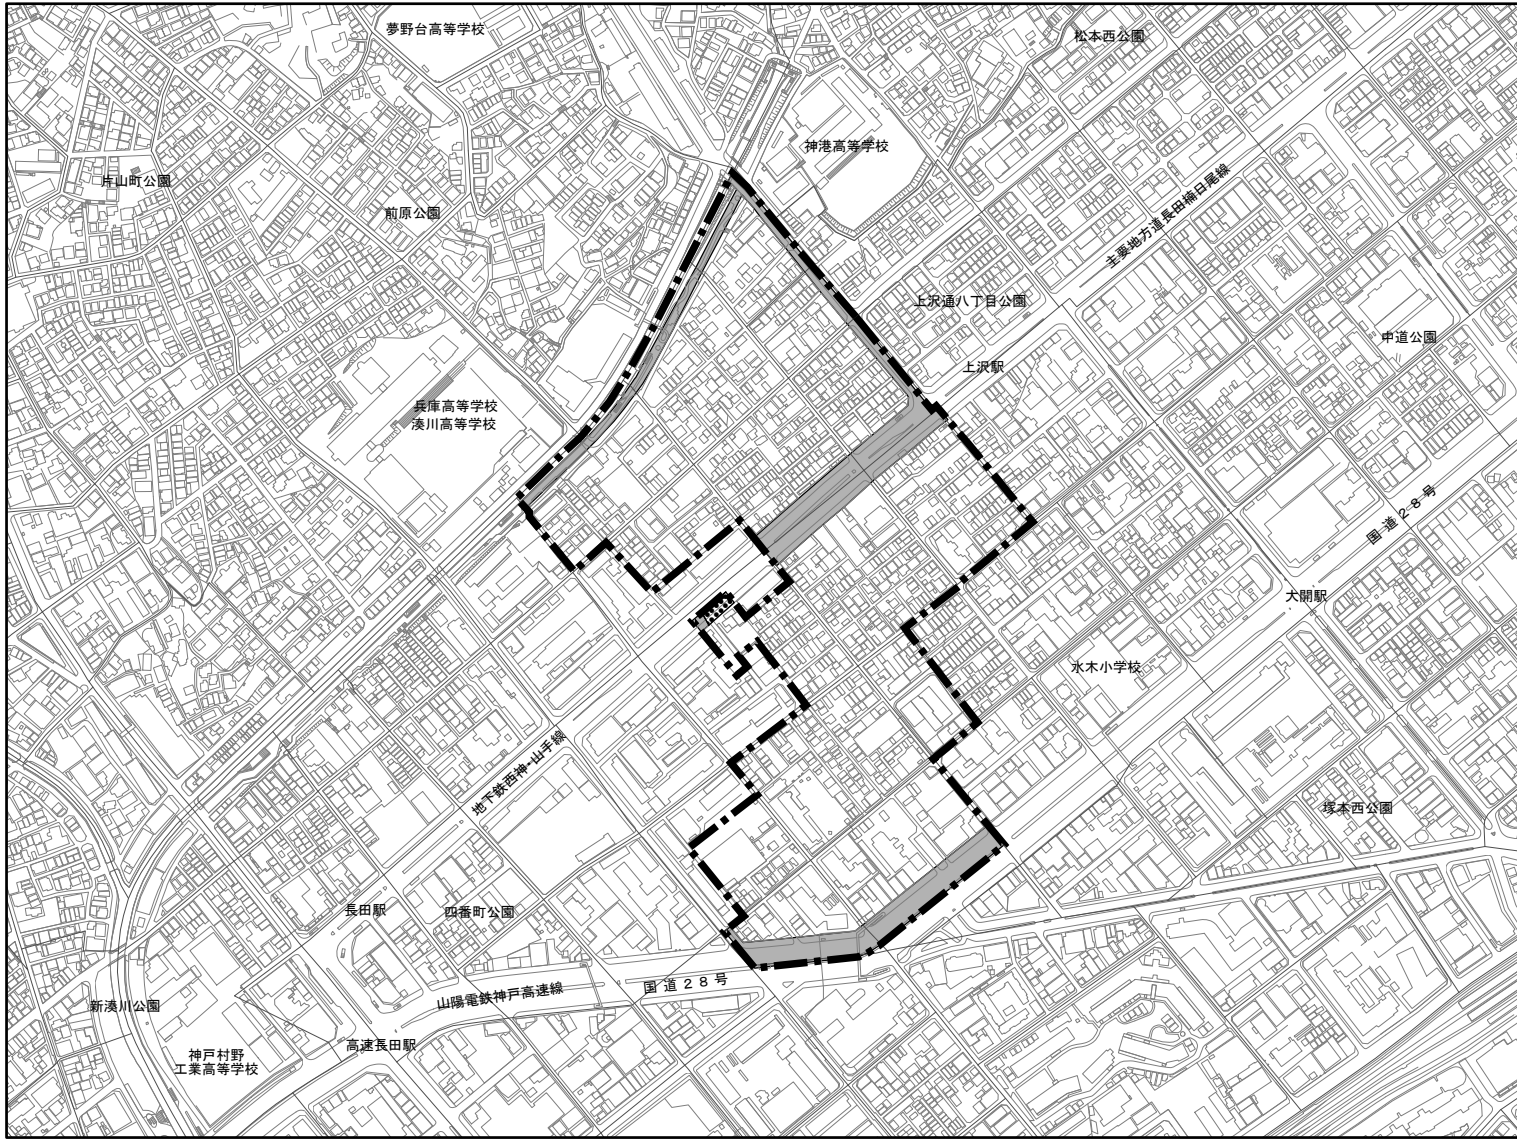 夢野台高等学校
松本西公園
神港高等学校
片山町公園
前原公園
主要地方道長田楠日尾線
上沢通八丁目公園
中道公園
上沢駅
兵庫高等学校
湊川高等学校
国道28号
大開駅
水木小学校
地下鉄西神・山手線
塚本西公園
長田駅
四番町公園
国道28号
山陽電鉄神戸高速線
新湊川公園
高速長田駅
神戸村野
工業高等学校